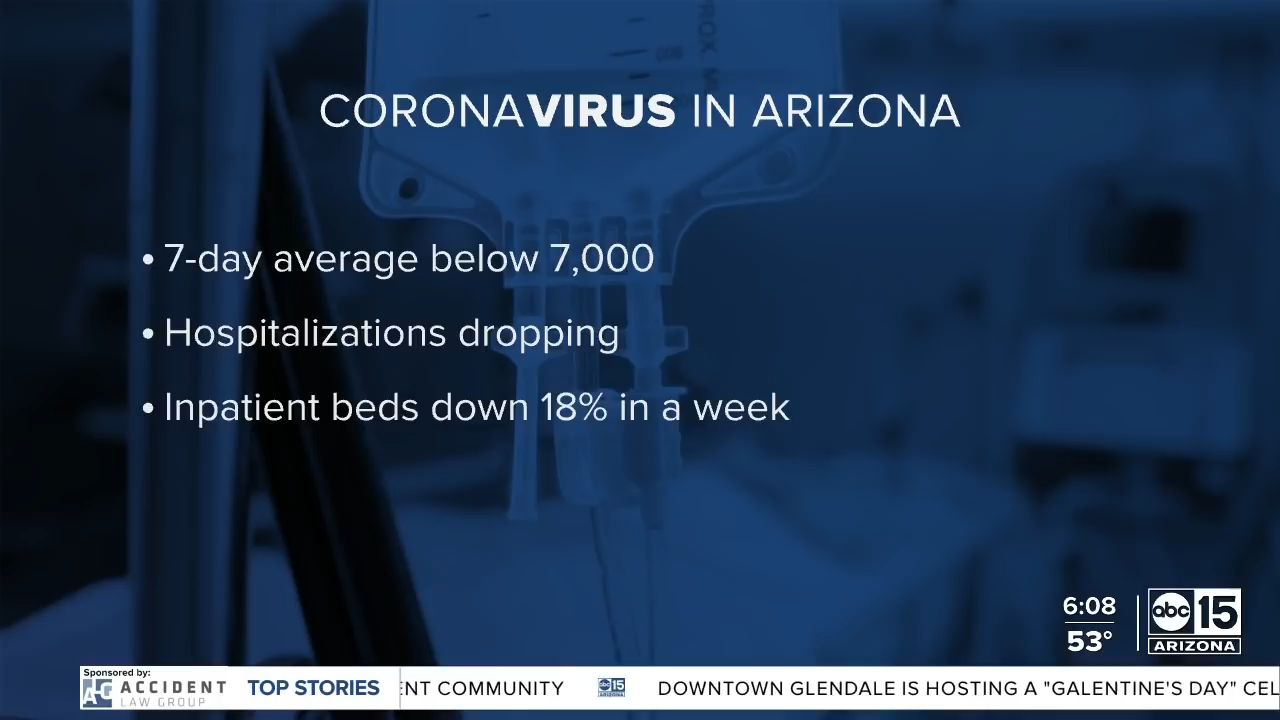 CORONAVIRUS IN ARIZONA
• 7-day average below 7,000
• Hospitalizations dropping
• Inpatient beds down 18% in a week
6:08
53°
abc 15
ARIZONA
Sponsored by:
AG ACCIDENT
LAW GROUP
TOP STORIES
ENT COMMUNITY abc 15 DOWNTOWN GLENDALE IS HOSTING A "GALENTINE'S DAY" CEL